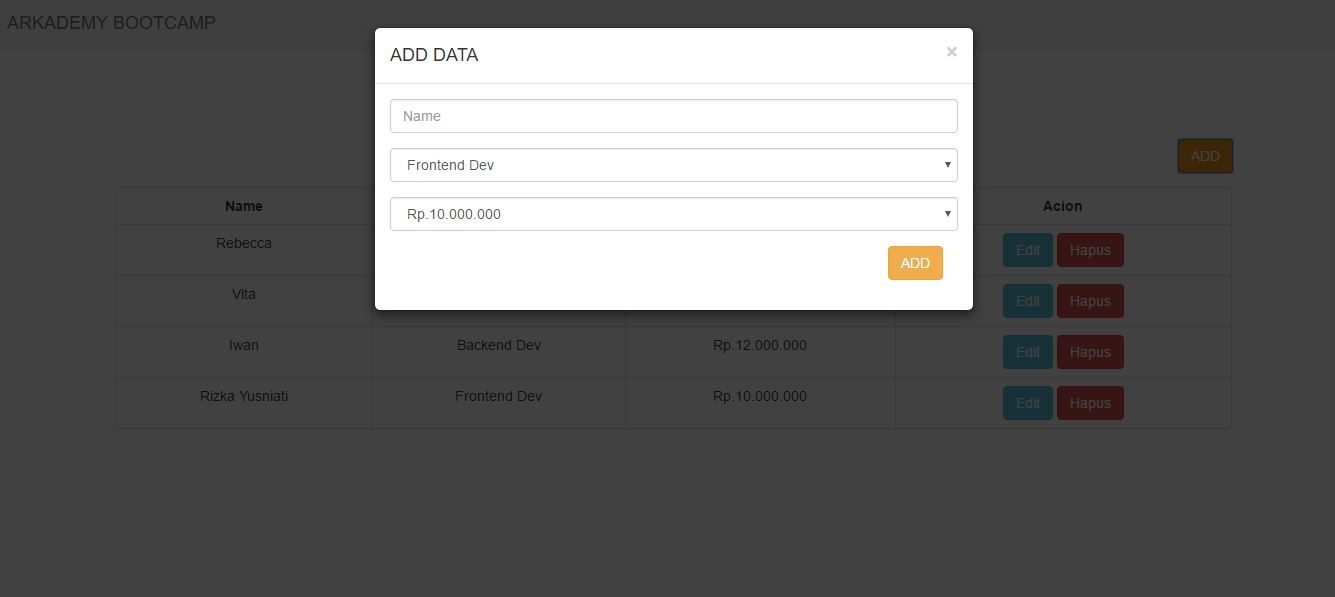 ARKADEMY BOOTCAMP
ADD DATA ×
Name
Frontend Dev
Rp.10.000.000
ADD
ADD
Name Acion
Rebecca Edit Hapus
Vita Edit Hapus
Iwan Backend Dev Rp.12.000.000 Edit Hapus
Rizka Yusniati Frontend Dev Rp.10.000.000 Edit Hapus